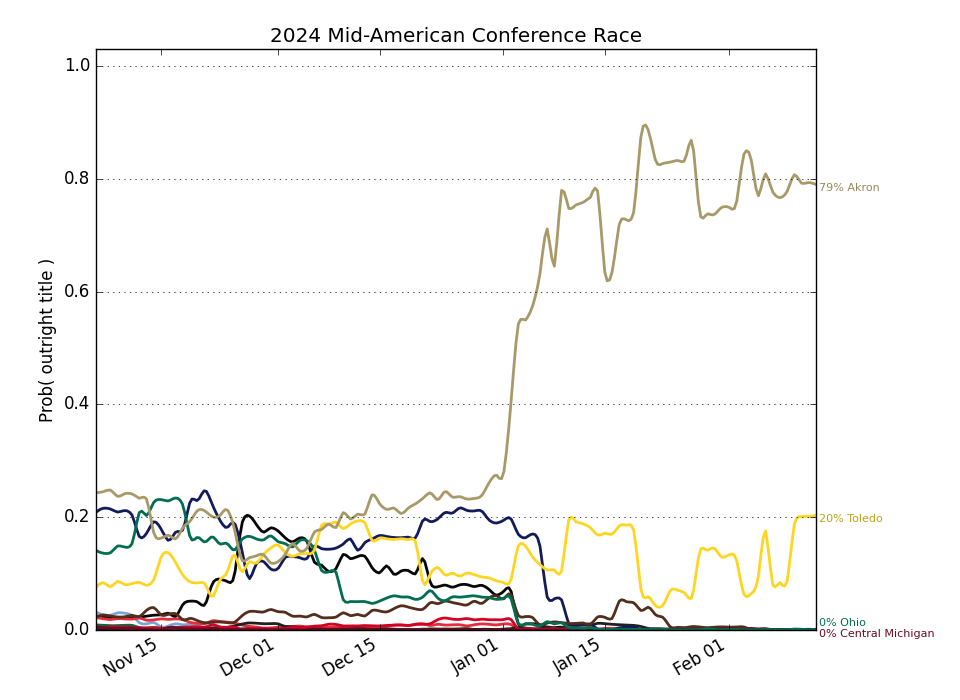 2024 Mid-American Conference Race
Prob( outright title )
1.0
0.8
0.6
0.4
0.2
0.0
79% Akron
20% Toledo
0% Ohio
0% Central Michigan
Nov 15
Dec 01
Dec 15
Jan 01
Jan 15
Feb 01